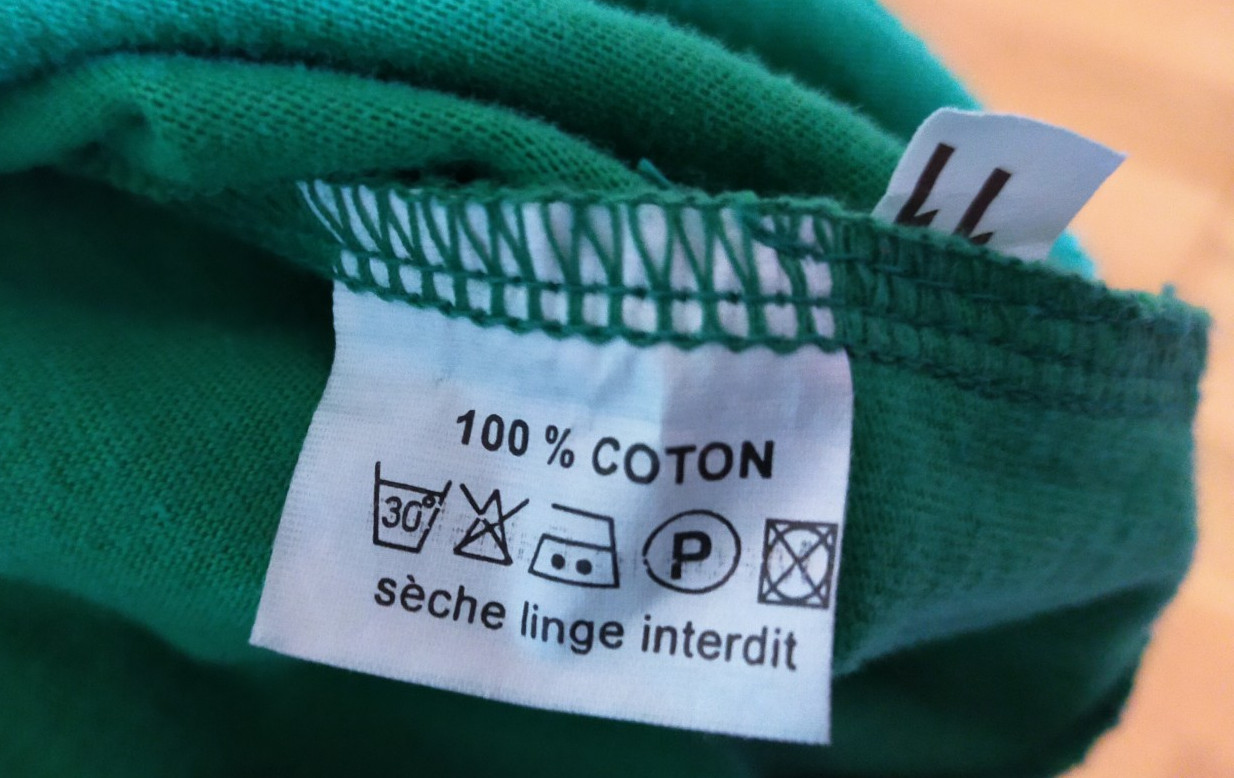 100 % COTON
30° P
sèche linge interdit